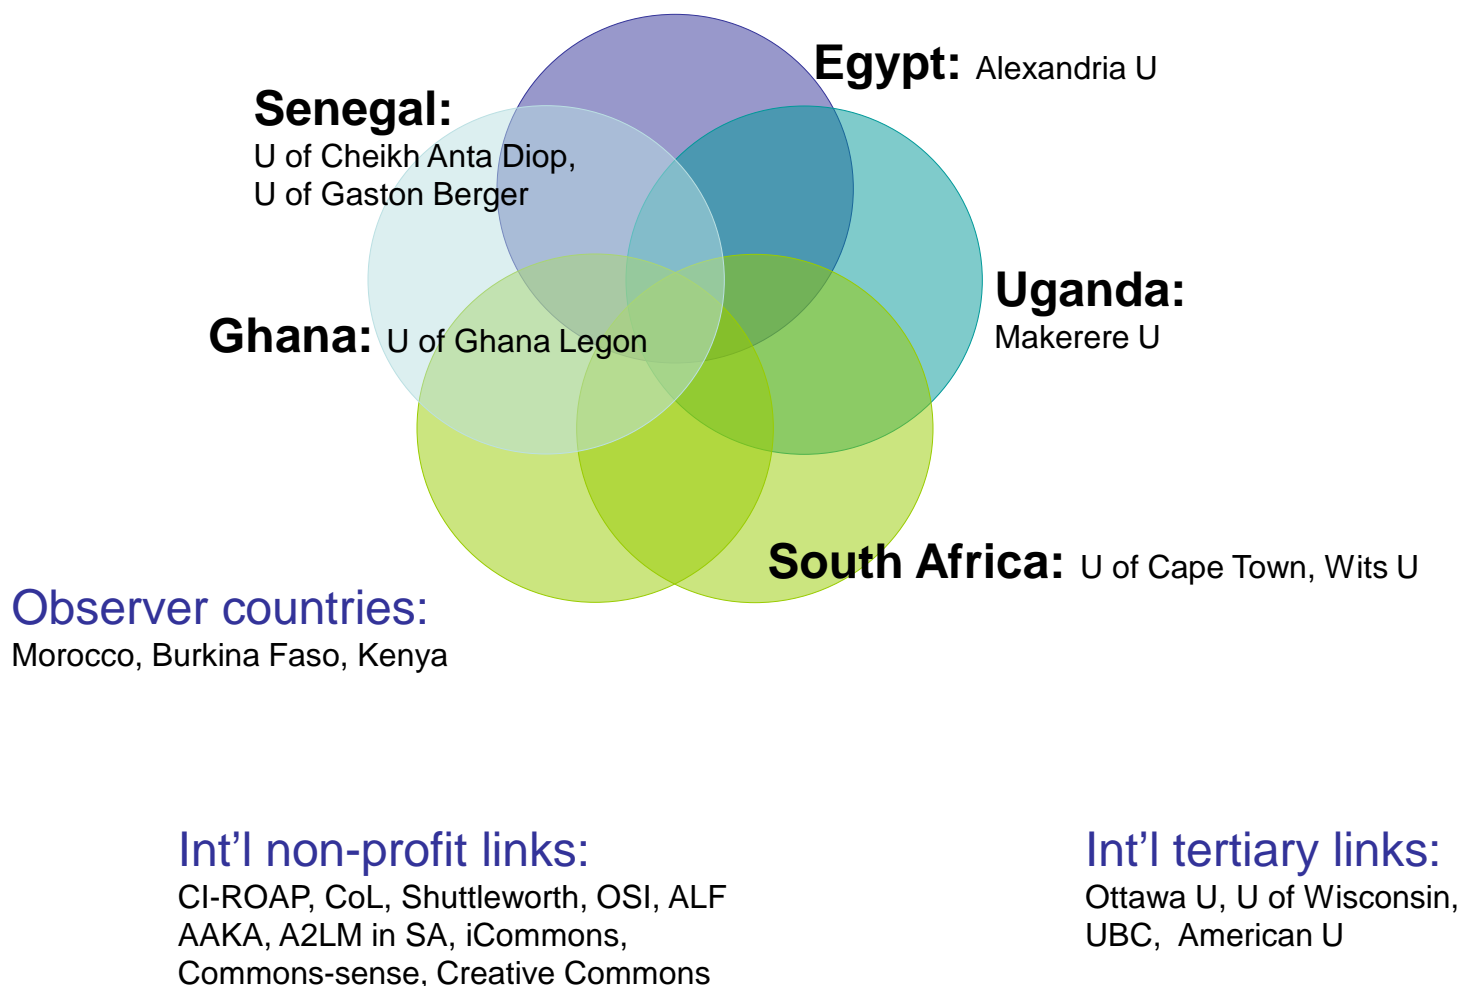 Egypt: Alexandria U
Senegal:
U of Cheikh Anta Diop,
U of Gaston Berger
Uganda:
Makerere U
Ghana: U of Ghana Legon
South Africa: U of Cape Town, Wits U
Observer countries:
Morocco, Burkina Faso, Kenya
Int’l non-profit links:
CI-ROAP, CoL, Shuttleworth, OSI, ALF
AAKA, A2LM in SA, iCommons,
Commons-sense, Creative Commons
Int’l tertiary links:
Ottawa U, U of Wisconsin,
UBC, American U